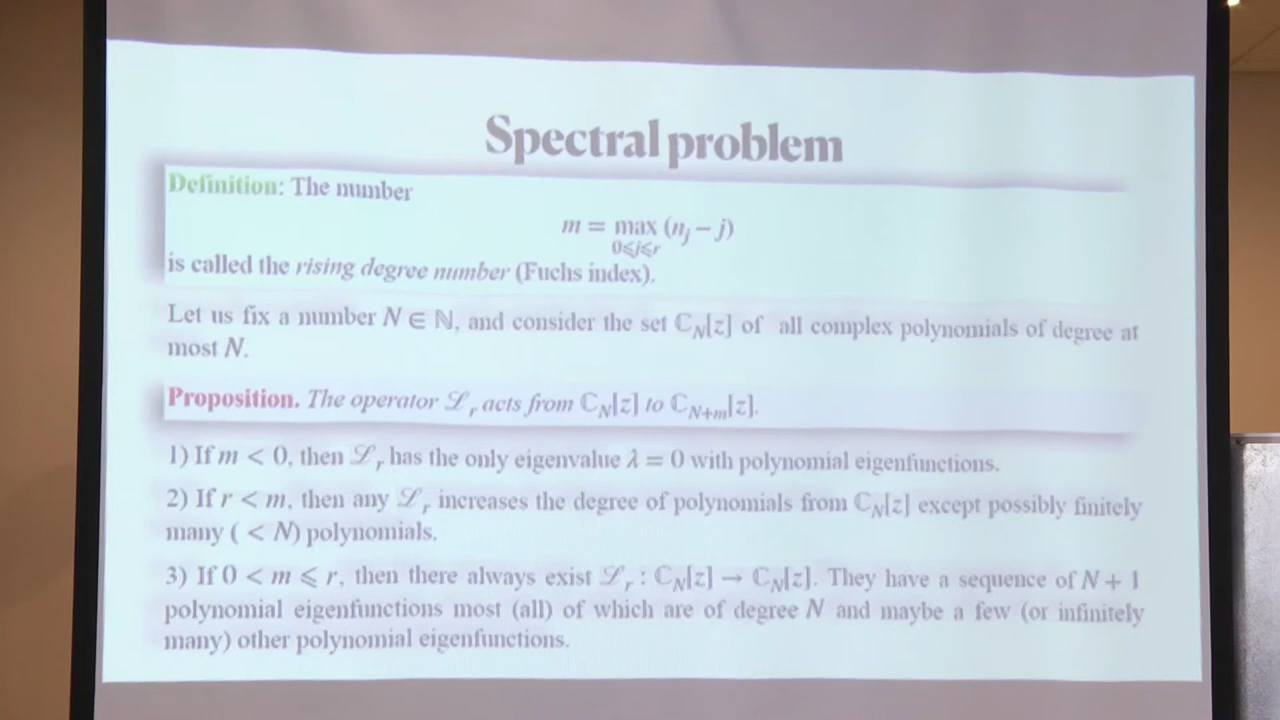 Spectral problem
Definition: The number
m = max (n_j − j)
0⩽j⩽r
is called the rising degree number (Fuchs index).
Let us fix a number N ∈ ℕ, and consider the set ℂ_N[z] of all complex polynomials of degree at
most N.
Proposition. The operator ℒ_r acts from ℂ_N[z] to ℂ_{N+m}[z].
1) If m < 0, then ℒ_r has the only eigenvalue λ = 0 with polynomial eigenfunctions.
2) If r < m, then any ℒ_r increases the degree of polynomials from ℂ_N[z] except possibly finitely
many ( < N) polynomials.
3) If 0 < m ⩽ r, then there always exist ℒ_r : ℂ_N[z] → ℂ_N[z]. They have a sequence of N + 1
polynomial eigenfunctions most (all) of which are of degree N and maybe a few (or infinitely
many) other polynomial eigenfunctions.